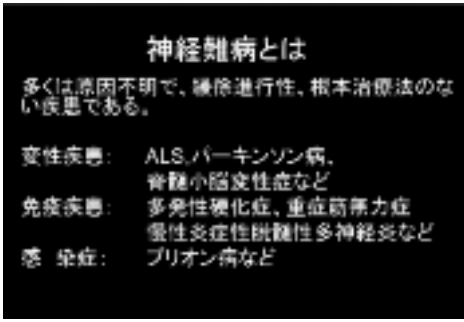 神経難病とは
多くは原因不明で、緩徐進行性、根本治療法のな
い疾患である。
変性疾患： ALS、パーキンソン病、
脊髄小脳変性症など
免疫疾患： 多発性硬化症、重症筋無力症
慢性炎症性脱髄性多神経炎など
感 染症： プリオン病など